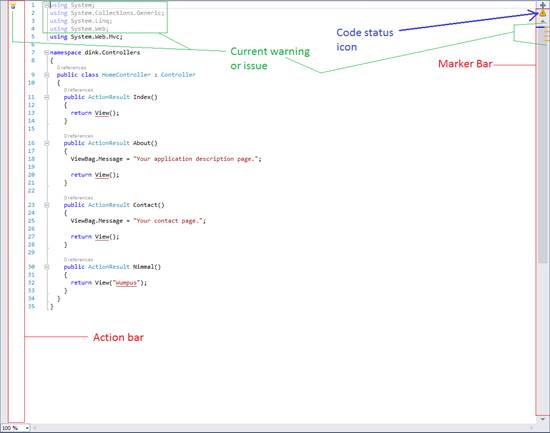 1 using System;
2 using System.Collections.Generic;
3 using System.Linq;
4 using System.Web;
5 using System.Web.Mvc;
6
7 namespace dink.Controllers
8 {
0 references
9 public class HomeController : Controller
10 {
0 references
11 public ActionResult Index()
12 {
13 return View();
14 }
15
0 references
16 public ActionResult About()
17 {
18 ViewBag.Message = "Your application description page.";
19
20 return View();
21 }
22
0 references
23 public ActionResult Contact()
24 {
25 ViewBag.Message = "Your contact page.";
26
27 return View();
28 }
29
0 references
30 public ActionResult Nimmal()
31 {
32 return View("Wumpus");
33 }
34 }
35 }
Code status
icon
Current warning
or issue
Marker Bar
Action bar
100 %